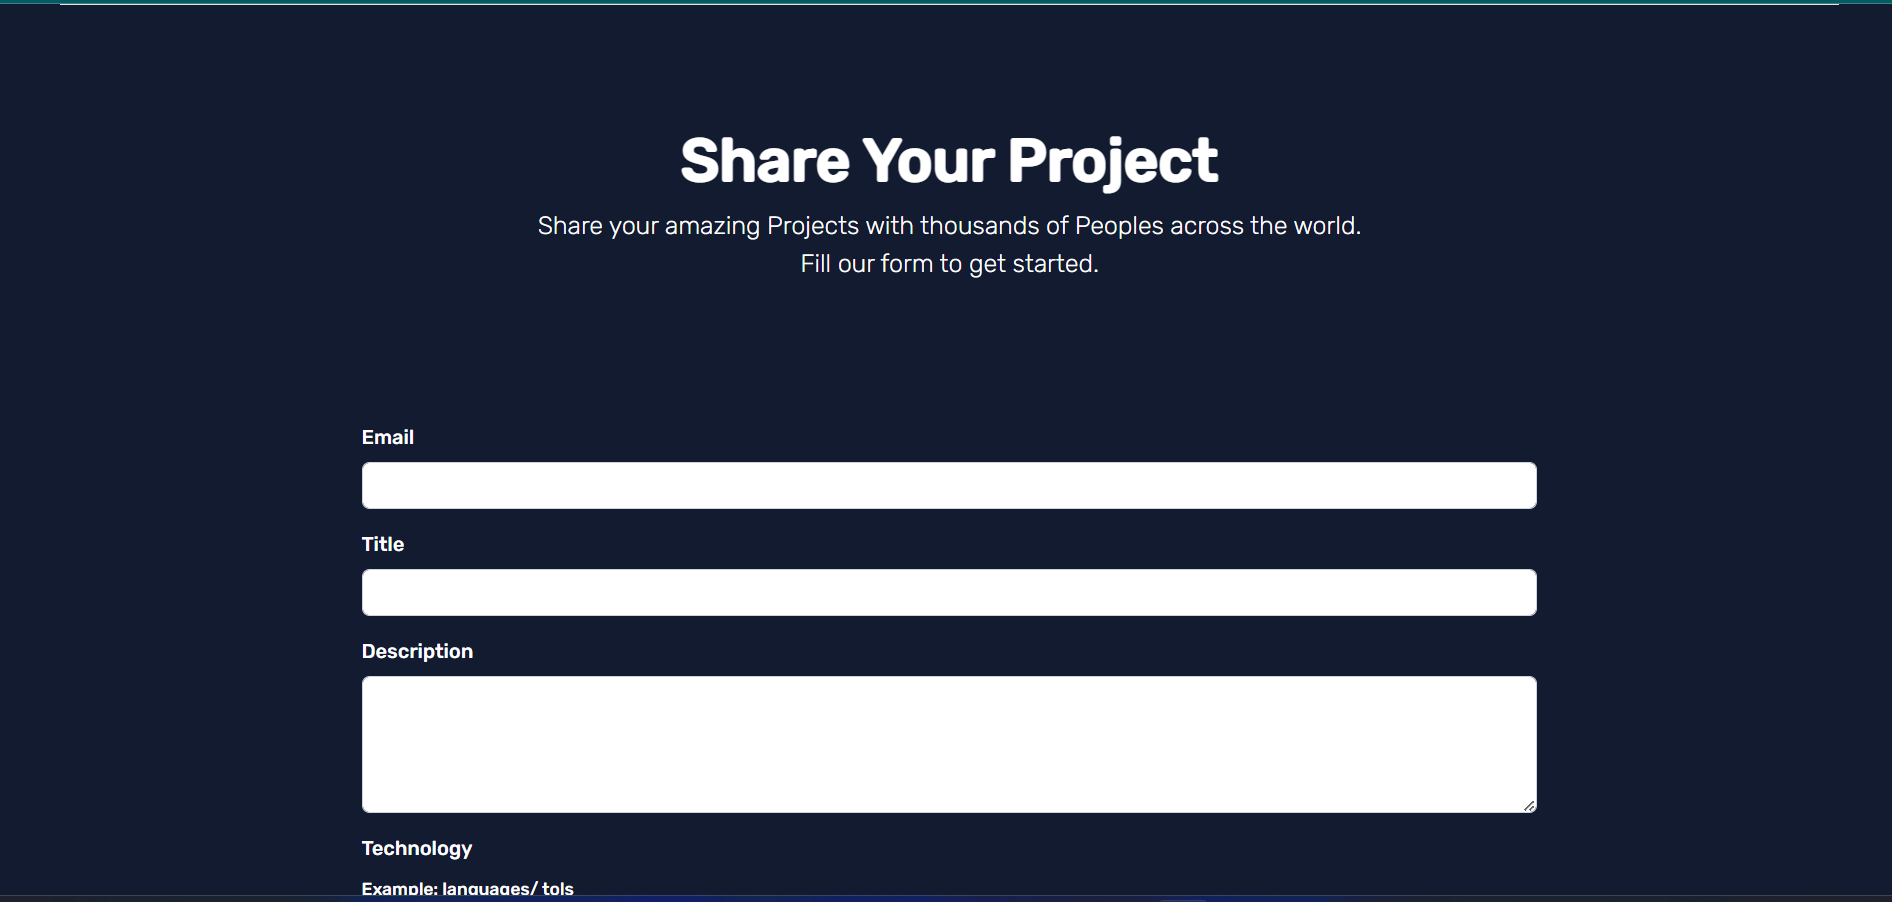 Share Your Project
Share your amazing Projects with thousands of Peoples across the world.
Fill our form to get started.
Email
Title
Description
Technology
Example: languages/ tols